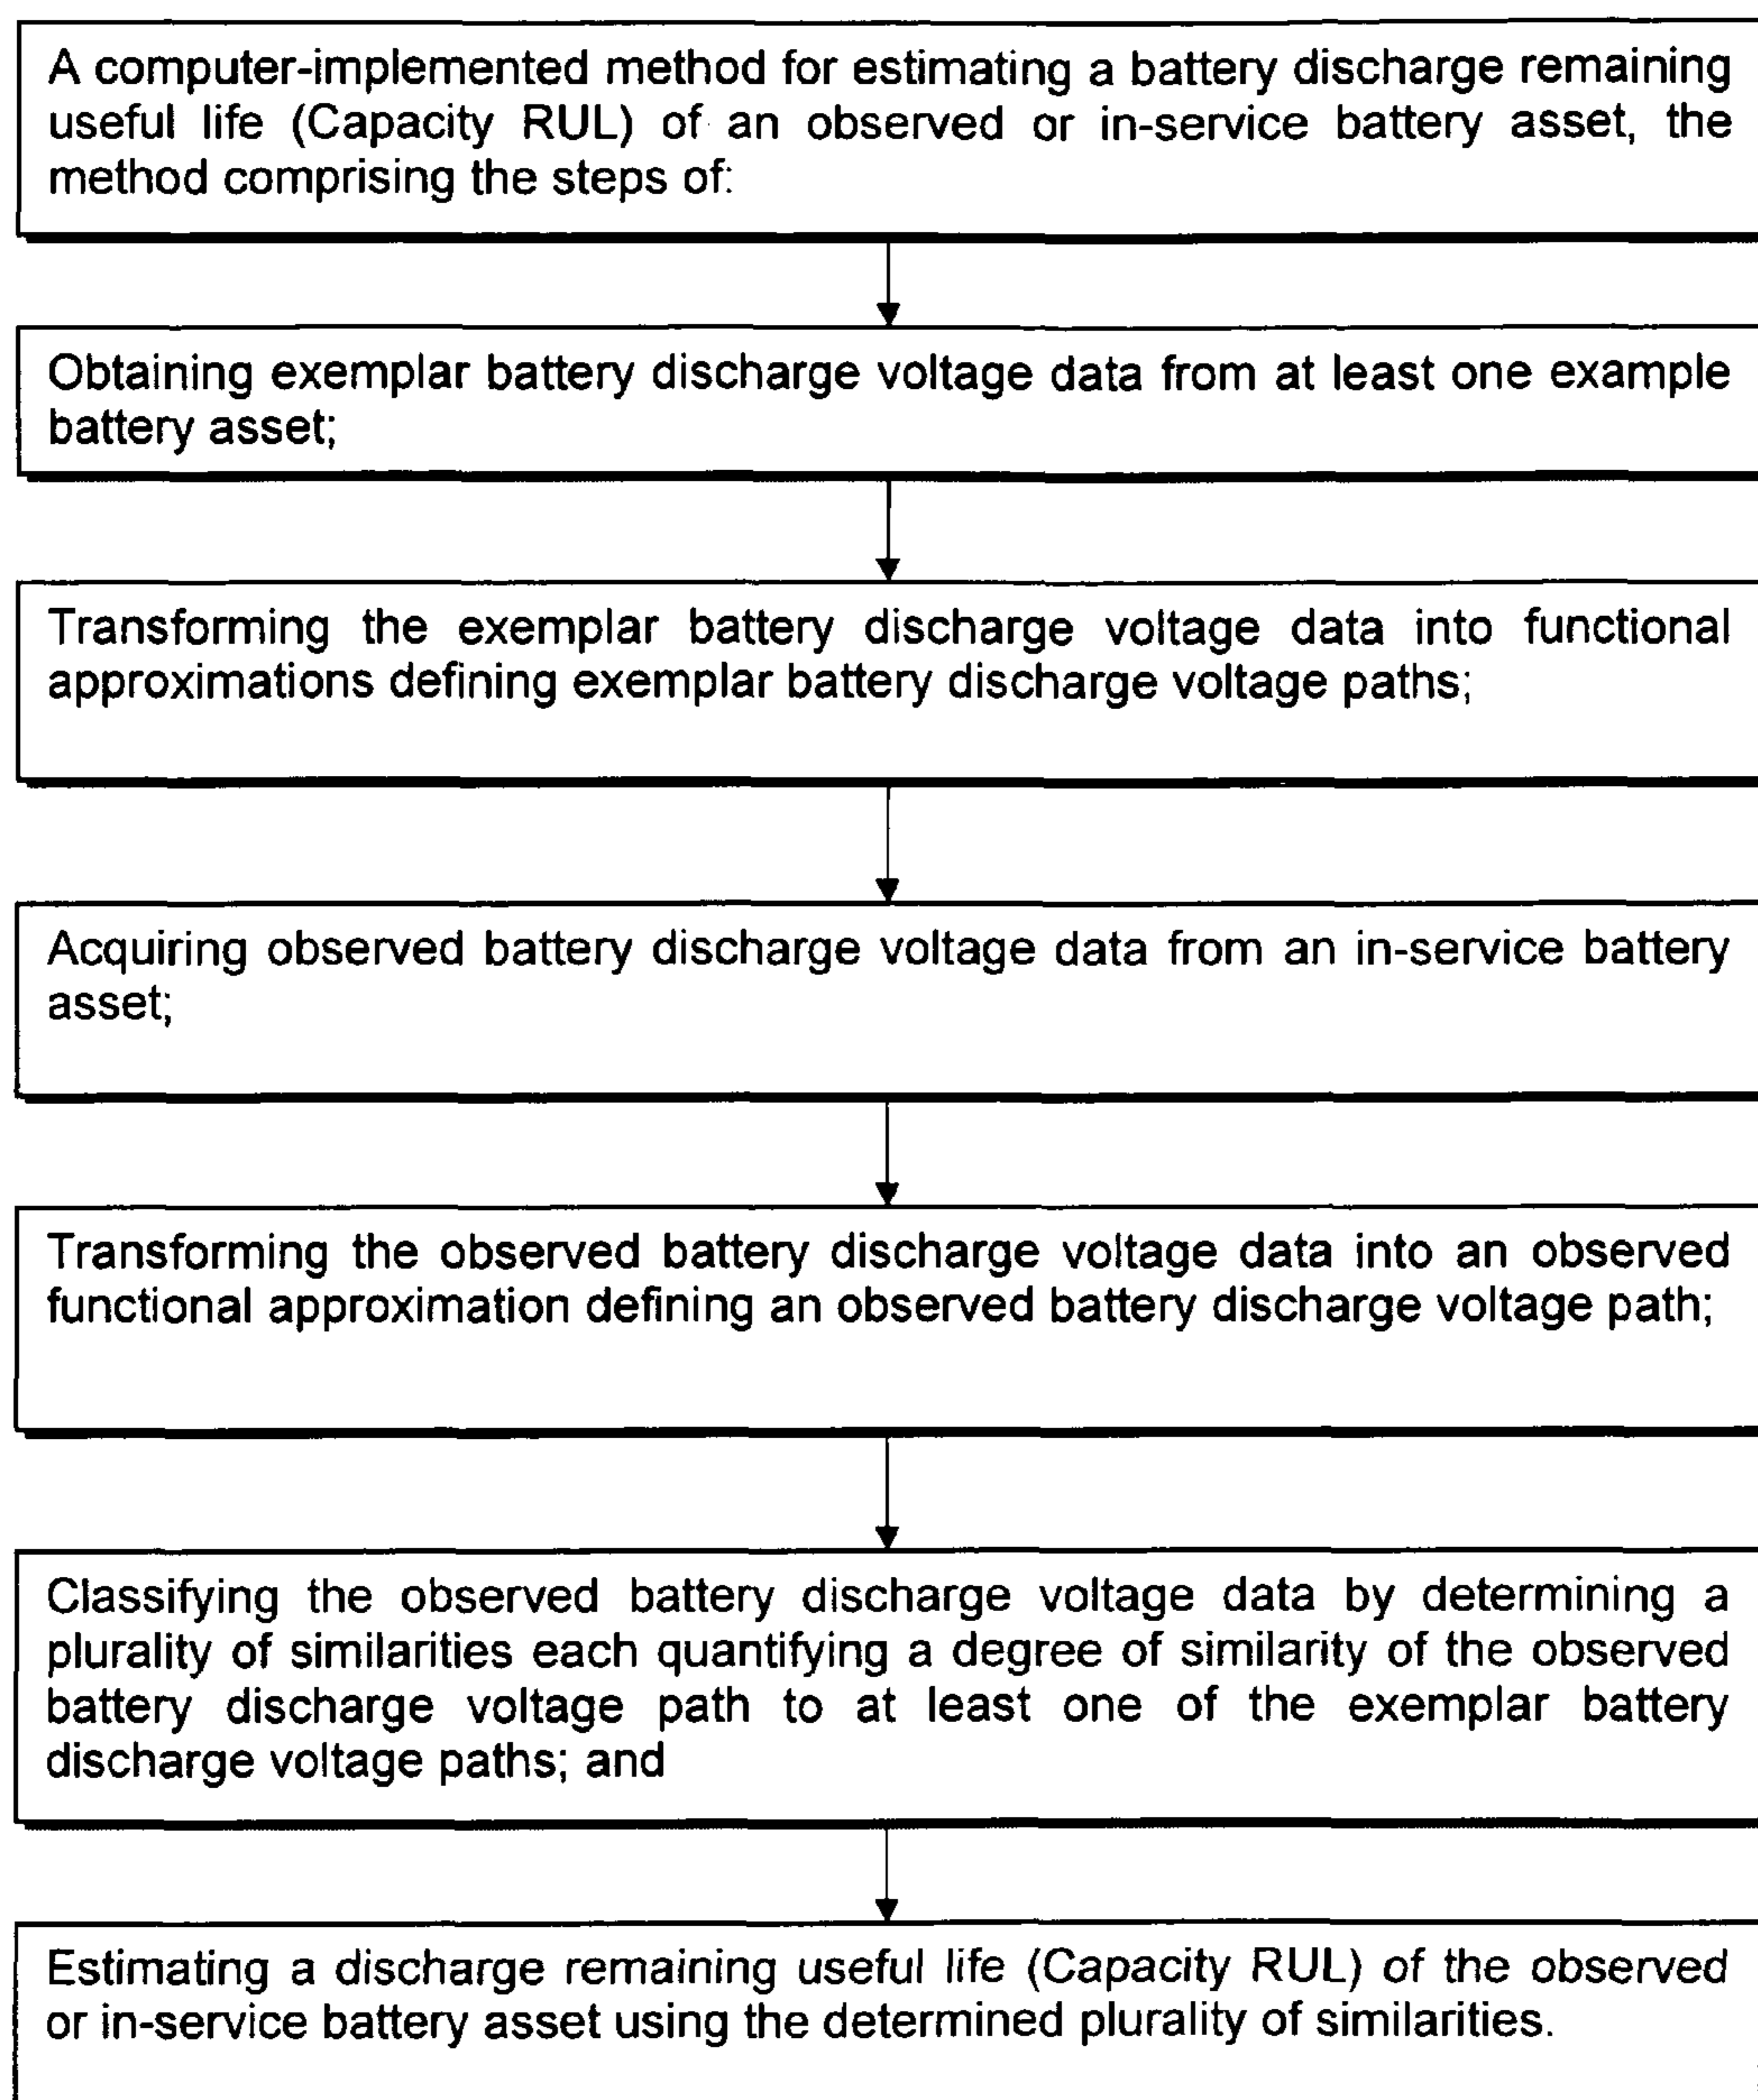 A computer-implemented method for estimating a battery discharge remaining
useful life (Capacity RUL) of an observed or in-service battery asset, the
method comprising the steps of:
Obtaining exemplar battery discharge voltage data from at least one example
battery asset;
Transforming the exemplar battery discharge voltage data into functional
approximations defining exemplar battery discharge voltage paths;
Acquiring observed battery discharge voltage data from an in-service battery
asset;
Transforming the observed battery discharge voltage data into an observed
functional approximation defining an observed battery discharge voltage path;
Classifying the observed battery discharge voltage data by determining a
plurality of similarities each quantifying a degree of similarity of the observed
battery discharge voltage path to at least one of the exemplar battery
discharge voltage paths; and
Estimating a discharge remaining useful life (Capacity RUL) of the observed
or in-service battery asset using the determined plurality of similarities.